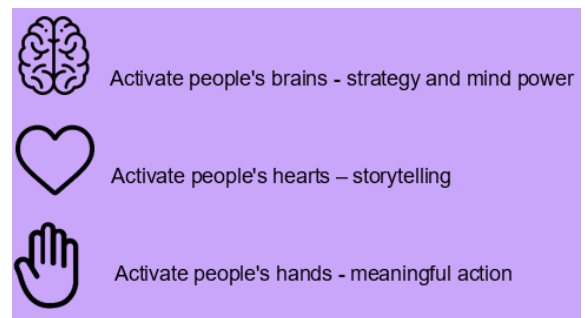 Activate people's brains - strategy and mind power
Activate people's hearts – storytelling
Activate people's hands - meaningful action